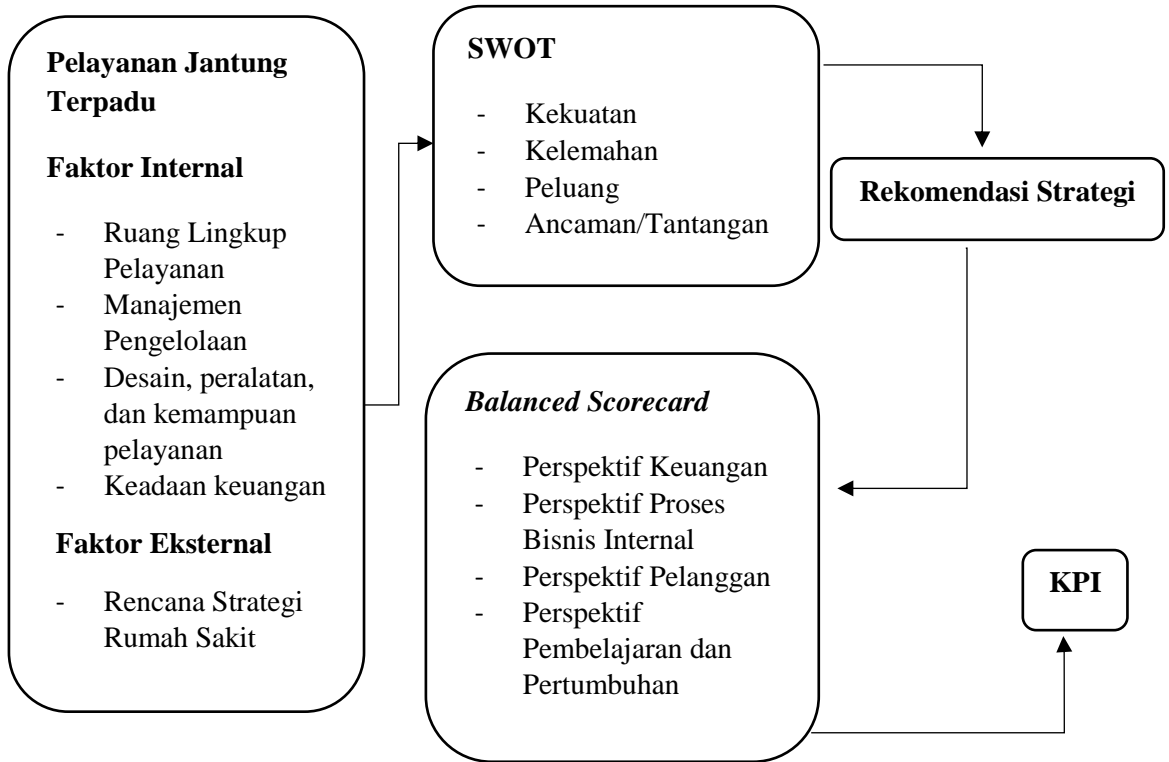 Pelayanan Jantung
Terpadu
Faktor Internal
- Ruang Lingkup
Pelayanan
- Manajemen
Pengelolaan
- Desain, peralatan,
dan kemampuan
pelayanan
- Keadaan keuangan
Faktor Eksternal
- Rencana Strategi
Rumah Sakit
SWOT
- Kekuatan
- Kelemahan
- Peluang
- Ancaman/Tantangan
Rekomendasi Strategi
Balanced Scorecard
- Perspektif Keuangan
- Perspektif Proses
Bisnis Internal
- Perspektif Pelanggan
- Perspektif
Pembelajaran dan
Pertumbuhan
KPI